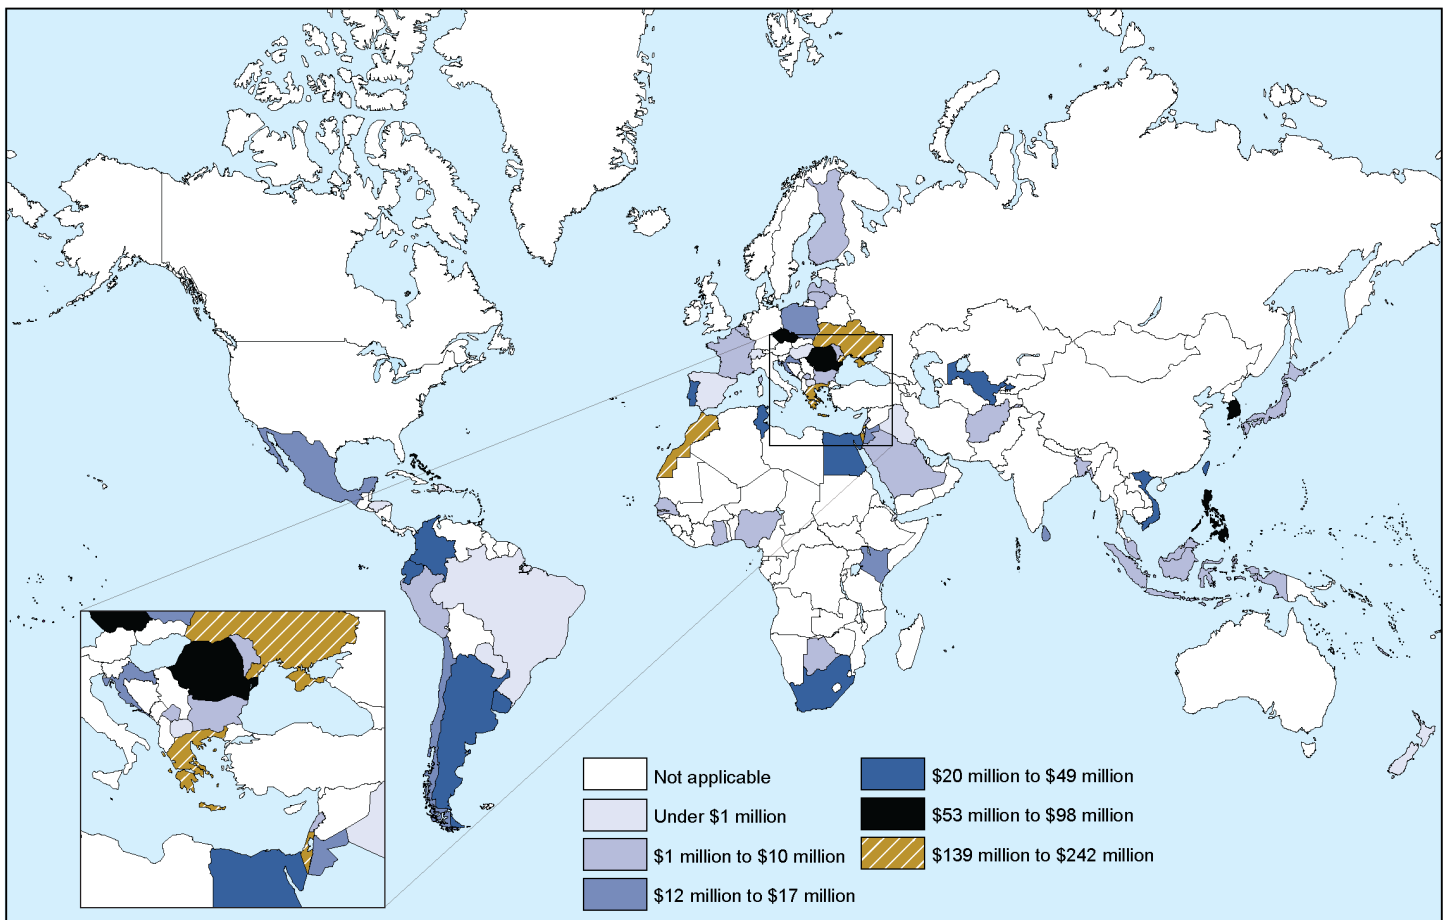 Not applicable
Under $1 million
$1 million to $10 million
$12 million to $17 million
$20 million to $49 million
$53 million to $98 million
$139 million to $242 million